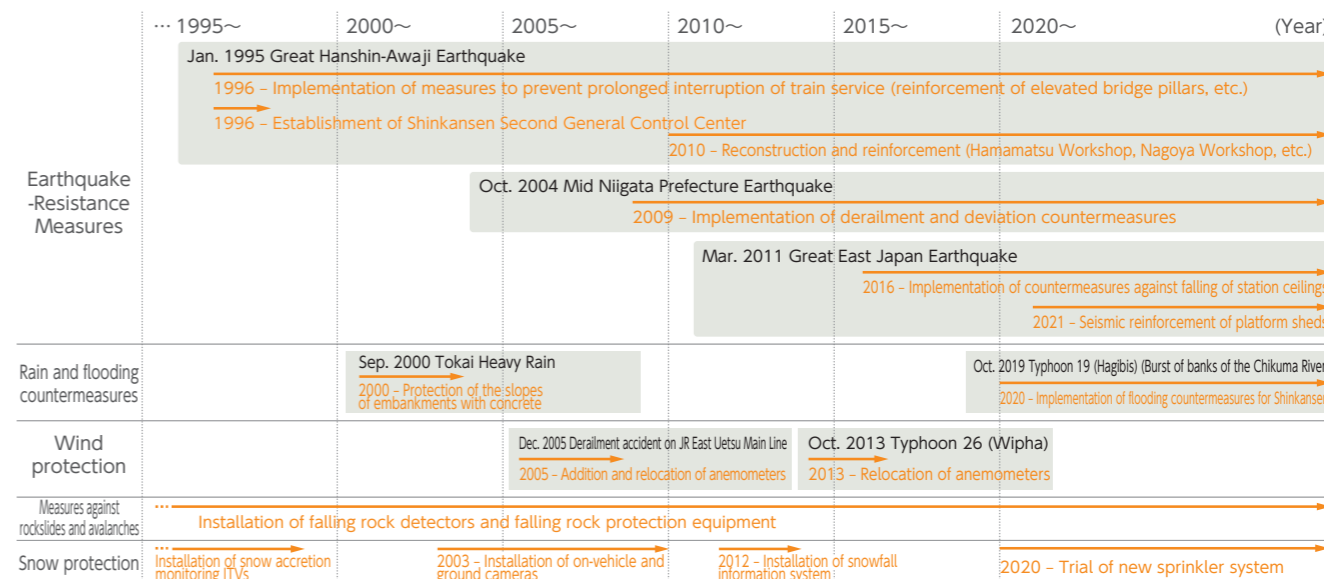 … 1995〜 2000〜 2005〜 2010〜 2015〜 2020〜 (Year)
Earthquake
-Resistance
Measures
Jan. 1995 Great Hanshin-Awaji Earthquake
1996 – Implementation of measures to prevent prolonged interruption of train service (reinforcement of elevated bridge pillars, etc.)
1996 – Establishment of Shinkansen Second General Control Center
2010 – Reconstruction and reinforcement (Hamamatsu Workshop, Nagoya Workshop, etc.)
Oct. 2004 Mid Niigata Prefecture Earthquake
2009 – Implementation of derailment and deviation countermeasures
Mar. 2011 Great East Japan Earthquake
2016 – Implementation of countermeasures against falling of station ceilings
2021 – Seismic reinforcement of platform sheds
Rain and flooding
countermeasures
Sep. 2000 Tokai Heavy Rain
2000 – Protection of the slopes
of embankments with concrete
Oct. 2019 Typhoon 19 (Hagibis) (Burst of banks of the Chikuma River
2020 – Implementation of flooding countermeasures for Shinkansen
Wind
protection
Dec. 2005 Derailment accident on JR East Uetsu Main Line
2005 – Addition and relocation of anemometers
Oct. 2013 Typhoon 26 (Wipha)
2013 – Relocation of anemometers
Measures against
rockslides and avalanches
Installation of falling rock detectors and falling rock protection equipment
Snow protection
Installation of snow accretion
monitoring ITVs
2003 – Installation of on-vehicle and
ground cameras
2012 – Installation of snowfall
information system
2020 – Trial of new sprinkler system